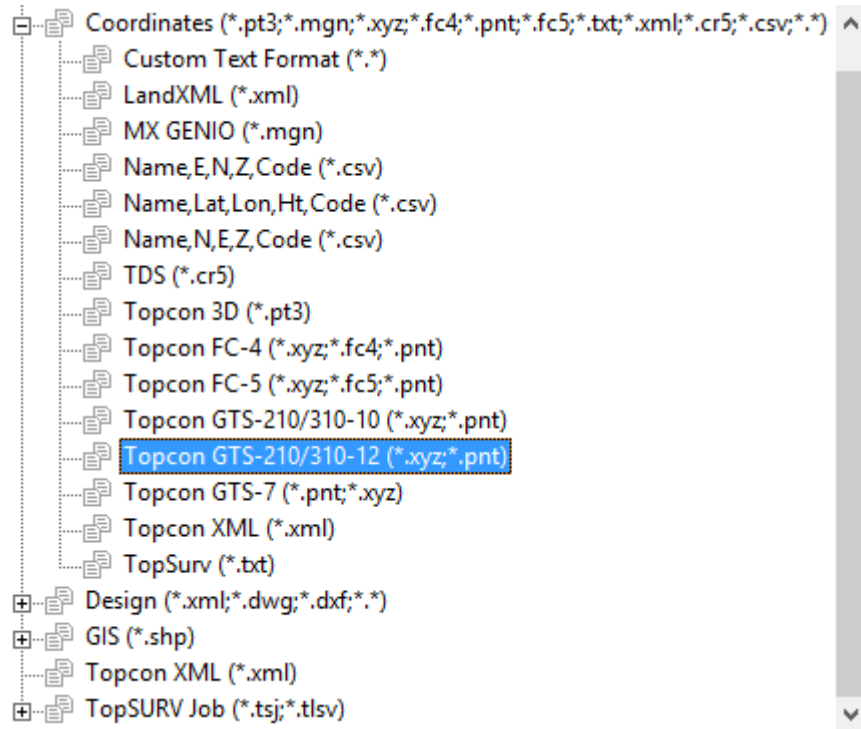 Coordinates (*.pt3;*.mgn;*.xyz;*.fc4;*.pnt;*.fc5;*.txt;*.xml;*.cr5;*.csv;*.*)
Custom Text Format (*.*)
LandXML (*.xml)
MX GENIO (*.mgn)
Name,E,N,Z,Code (*.csv)
Name,Lat,Lon,Ht,Code (*.csv)
Name,N,E,Z,Code (*.csv)
TDS (*.cr5)
Topcon 3D (*.pt3)
Topcon FC-4 (*.xyz;*.fc4;*.pnt)
Topcon FC-5 (*.xyz;*.fc5;*.pnt)
Topcon GTS-210/310-10 (*.xyz;*.pnt)
Topcon GTS-210/310-12 (*.xyz;*.pnt)
Topcon GTS-7 (*.pnt;*.xyz)
Topcon XML (*.xml)
TopSurv (*.txt)
Design (*.xml;*.dwg;*.dxf;*.*)
GIS (*.shp)
Topcon XML (*.xml)
TopSURV Job (*.tsj;*.tlsv)